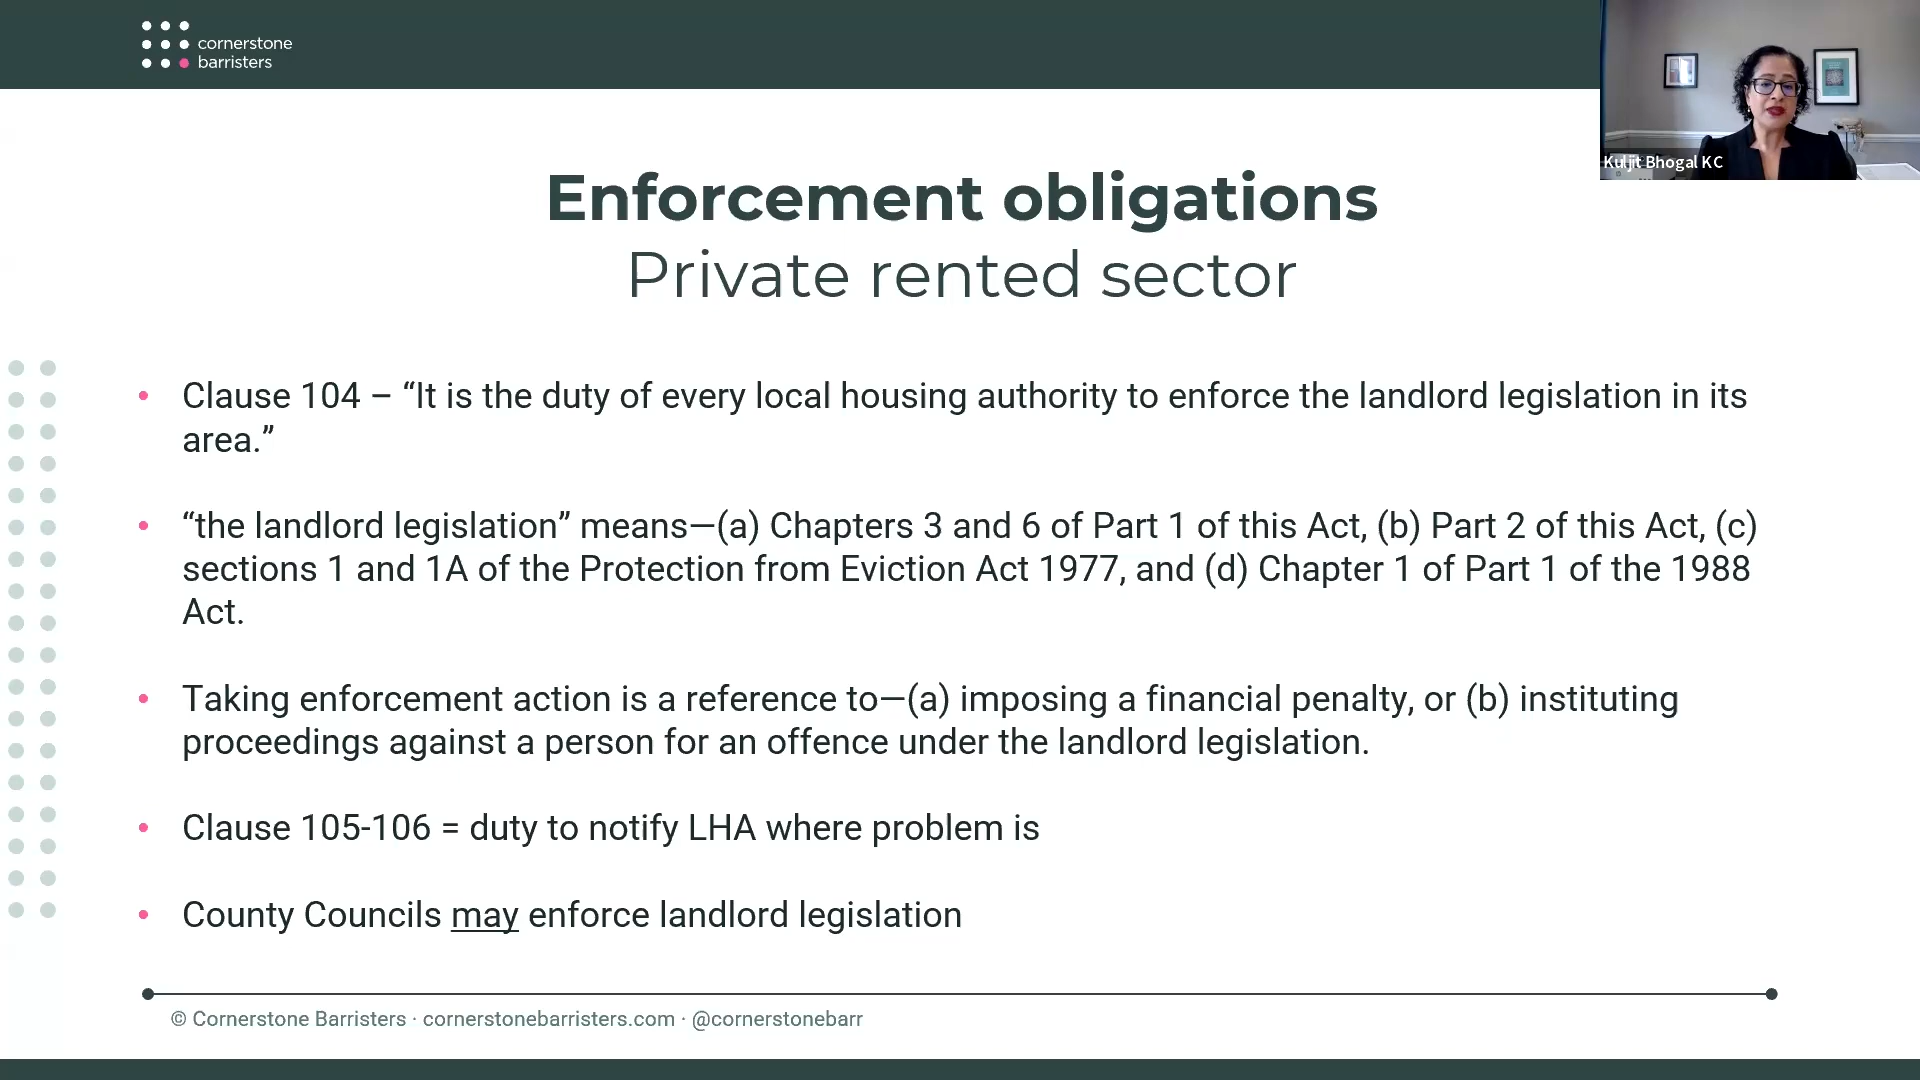 cornerstone
barristers
Kuljit Bhogal KC
Enforcement obligations
Private rented sector
• Clause 104 – “It is the duty of every local housing authority to enforce the landlord legislation in its
area.”
• “the landlord legislation” means—(a) Chapters 3 and 6 of Part 1 of this Act, (b) Part 2 of this Act, (c)
sections 1 and 1A of the Protection from Eviction Act 1977, and (d) Chapter 1 of Part 1 of the 1988
Act.
• Taking enforcement action is a reference to—(a) imposing a financial penalty, or (b) instituting
proceedings against a person for an offence under the landlord legislation.
• Clause 105-106 = duty to notify LHA where problem is
• County Councils may enforce landlord legislation
© Cornerstone Barristers · cornerstonebarristers.com · @cornerstonebarr